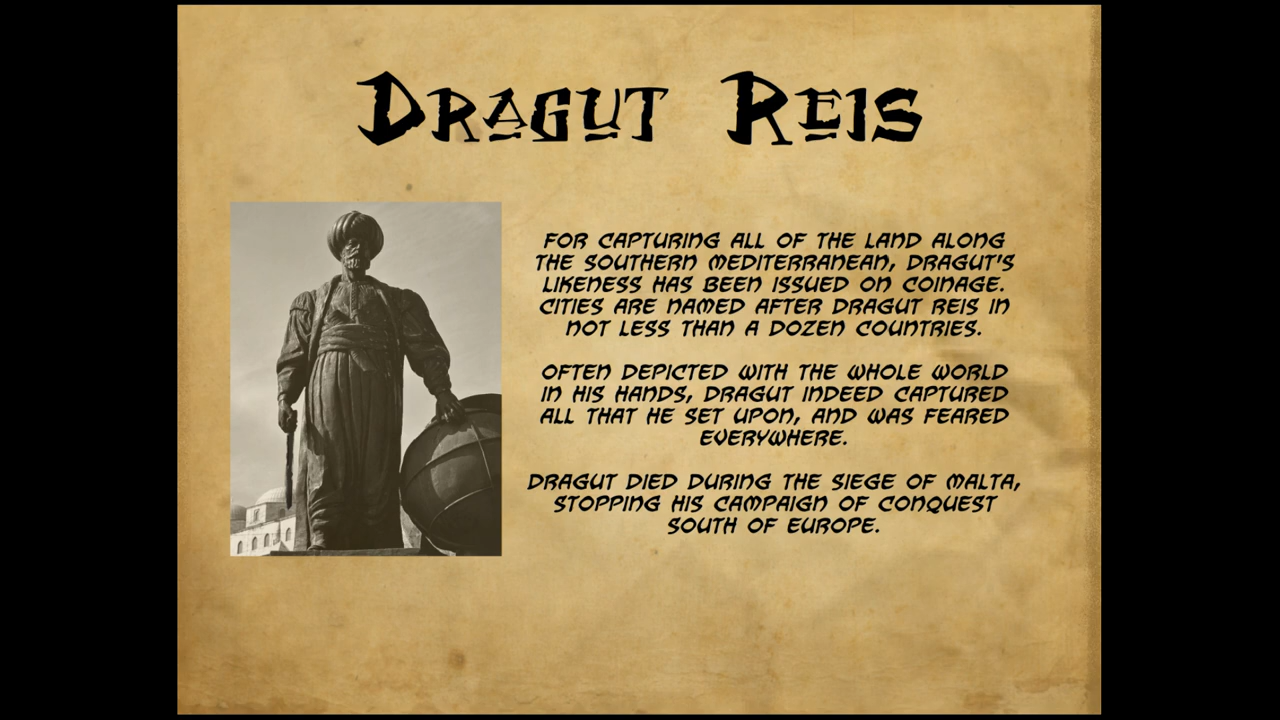 Dragut Reis
FOR CAPTURING ALL OF THE LAND ALONG
THE SOUTHERN MEDITERRANEAN, DRAGUT'S
LIKENESS HAS BEEN ISSUED ON COINAGE.
CITIES ARE NAMED AFTER DRAGUT REIS IN
NOT LESS THAN A DOZEN COUNTRIES.
OFTEN DEPICTED WITH THE WHOLE WORLD
IN HIS HANDS, DRAGUT INDEED CAPTURED
ALL THAT HE SET UPON, AND WAS FEARED
EVERYWHERE.
DRAGUT DIED DURING THE SIEGE OF MALTA,
STOPPING HIS CAMPAIGN OF CONQUEST
SOUTH OF EUROPE.